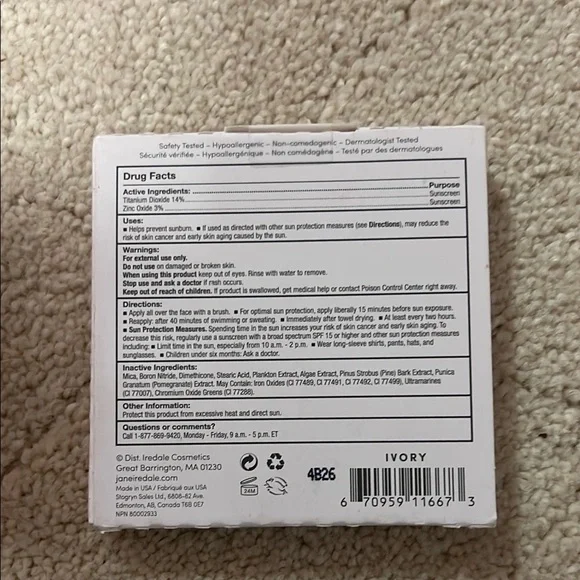 Safety Tested - Hypoallergenic - Non-comedogenic - Dermatologist Tested
Sécurité vérifiée - Hypoallergénique - Non comédogène - Testé par des dermatologues
Drug Facts
Active Ingredients: Purpose
Titanium Dioxide 14% Sunscreen
Zinc Oxide 3% Sunscreen
Uses:
■ Helps prevent sunburn. ■ If used as directed with other sun protection measures (see Directions), may reduce the
risk of skin cancer and early skin aging caused by the sun.
Warnings:
For external use only.
Do not use on damaged or broken skin.
When using this product keep out of eyes. Rinse with water to remove.
Stop use and ask a doctor if rash occurs.
Keep out of reach of children. If product is swallowed, get medical help or contact Poison Control Center right away.
Directions:
■ Apply all over the face with a brush. ■ For optimal sun protection, apply liberally 15 minutes before sun exposure.
■ Reapply: after 40 minutes of swimming or sweating. ■ Immediately after towel drying. ■ At least every two hours.
■ Sun Protection Measures. Spending time in the sun increases your risk of skin cancer and early skin aging. To
decrease this risk, regularly use a sunscreen with a broad spectrum SPF 15 or higher and other sun protection measures
including: ■ Limit time in the sun, especially from 10 a.m. - 2 p.m. ■ Wear long-sleeve shirts, pants, hats, and
sunglasses. ■ Children under six months: Ask a doctor.
Inactive Ingredients:
Mica, Boron Nitride, Dimethicone, Stearic Acid, Plankton Extract, Algae Extract, Pinus Strobus (Pine) Bark Extract, Punica
Granatum (Pomegranate) Extract. May Contain: Iron Oxides (CI 77489, CI 77491, CI 77492, CI 77499), Ultramarines
(CI 77007), Chromium Oxide Greens (CI 77288).
Other Information:
Protect this product from excessive heat and direct sun.
Questions or comments?
Call 1-877-869-9420, Monday - Friday, 9 a.m. - 5 p.m. ET
© Dist. Iredale Cosmetics
Great Barrington, MA 01230
janeiredale.com
Made in USA / Fabriqué aux USA
Stogryn Sales Ltd., 6808-82 Ave.
Edmonton, AB, Canada T6B 0E7
NPN 80002933
24M
4B26
IVORY
6 70959 11667 3